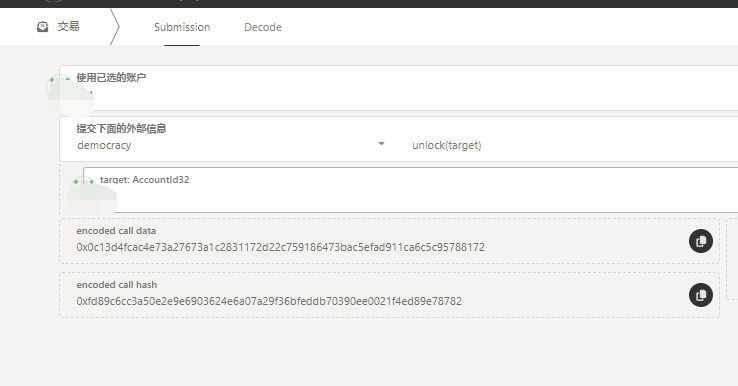 交易
Submission
Decode
使用已选的账户
提交下面的外部信息
democracy
unlock(target)
target: AccountId32
encoded call data
0x0c13d4fcac4e73a27673a1c2831172d22c759186473bac5efad911ca6c5c95788172
encoded call hash
0xfd89c6cc3a50e2e9e6903624e6a07a29f36bfeddb70390ee0021f4ed89e78782